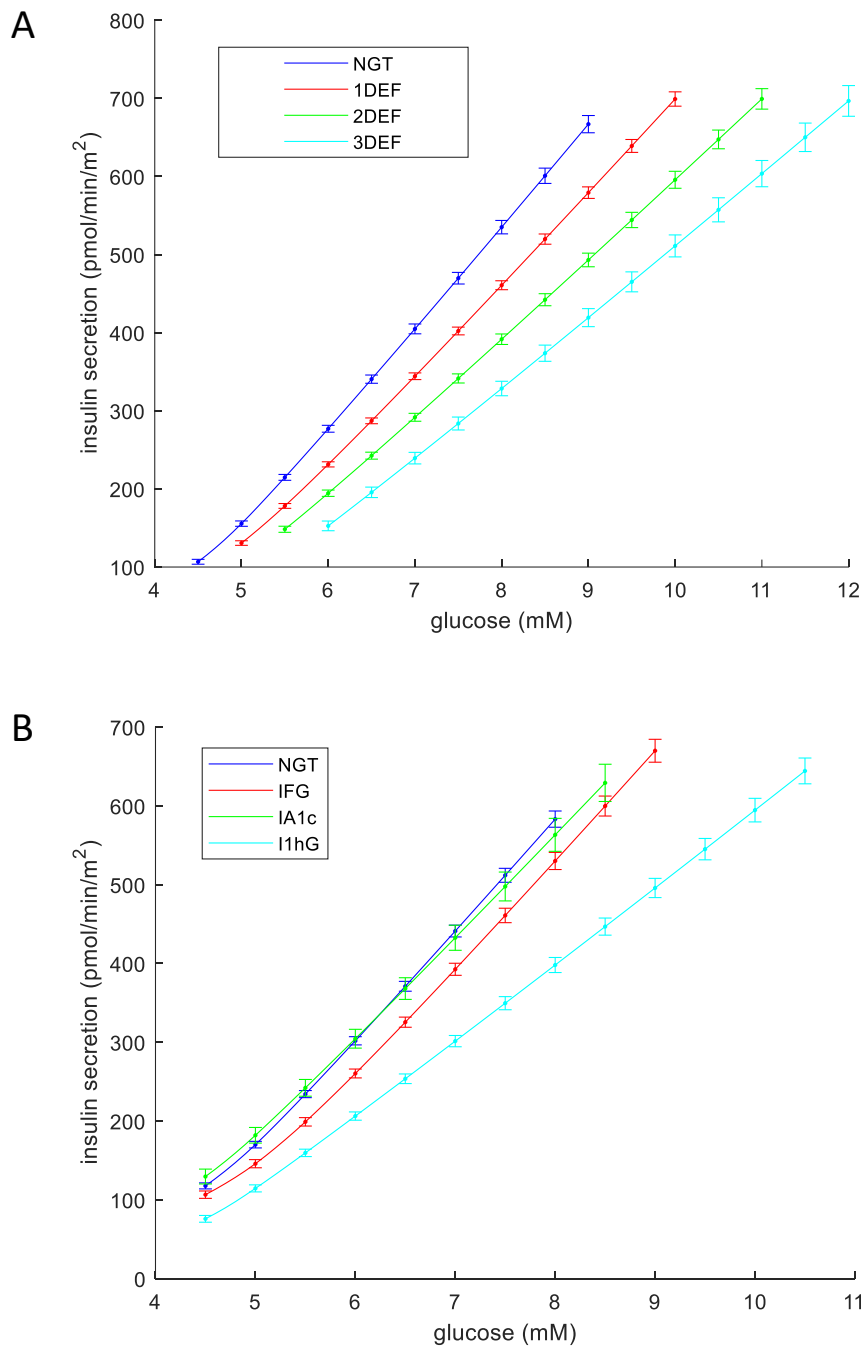 A
800
700
600
500
400
300
200
100
insulin secretion (pmol/min/m²)
NGT
1DEF
2DEF
3DEF
4 5 6 7 8 9 10 11 12
glucose (mM)
B
700
600
500
400
300
200
100
0
insulin secretion (pmol/min/m²)
NGT
IFG
IA1c
I1hG
4 5 6 7 8 9 10 11
glucose (mM)